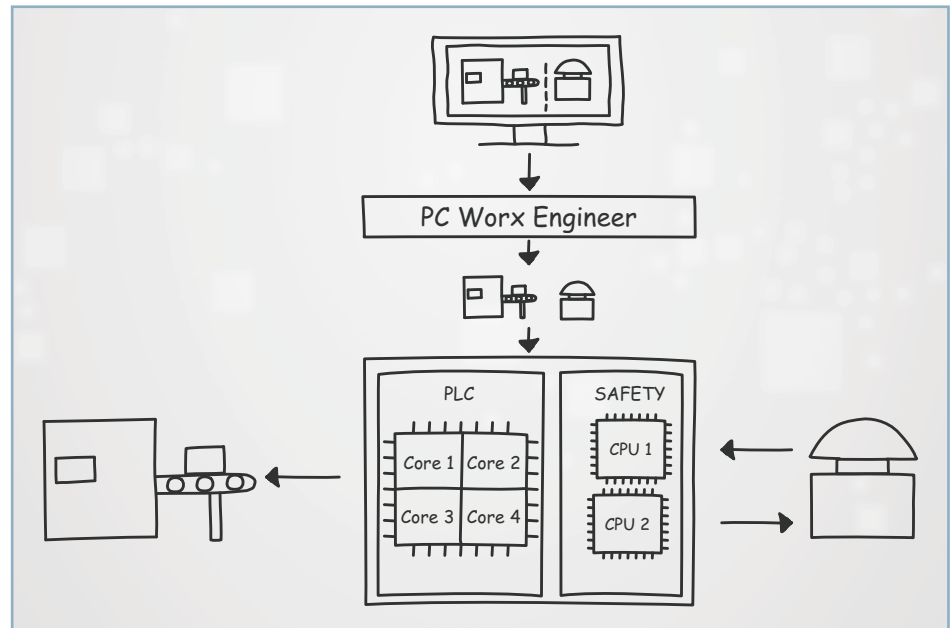 PC Worx Engineer
PLC
SAFETY
Core 1 Core 2
Core 3 Core 4
CPU 1
CPU 2